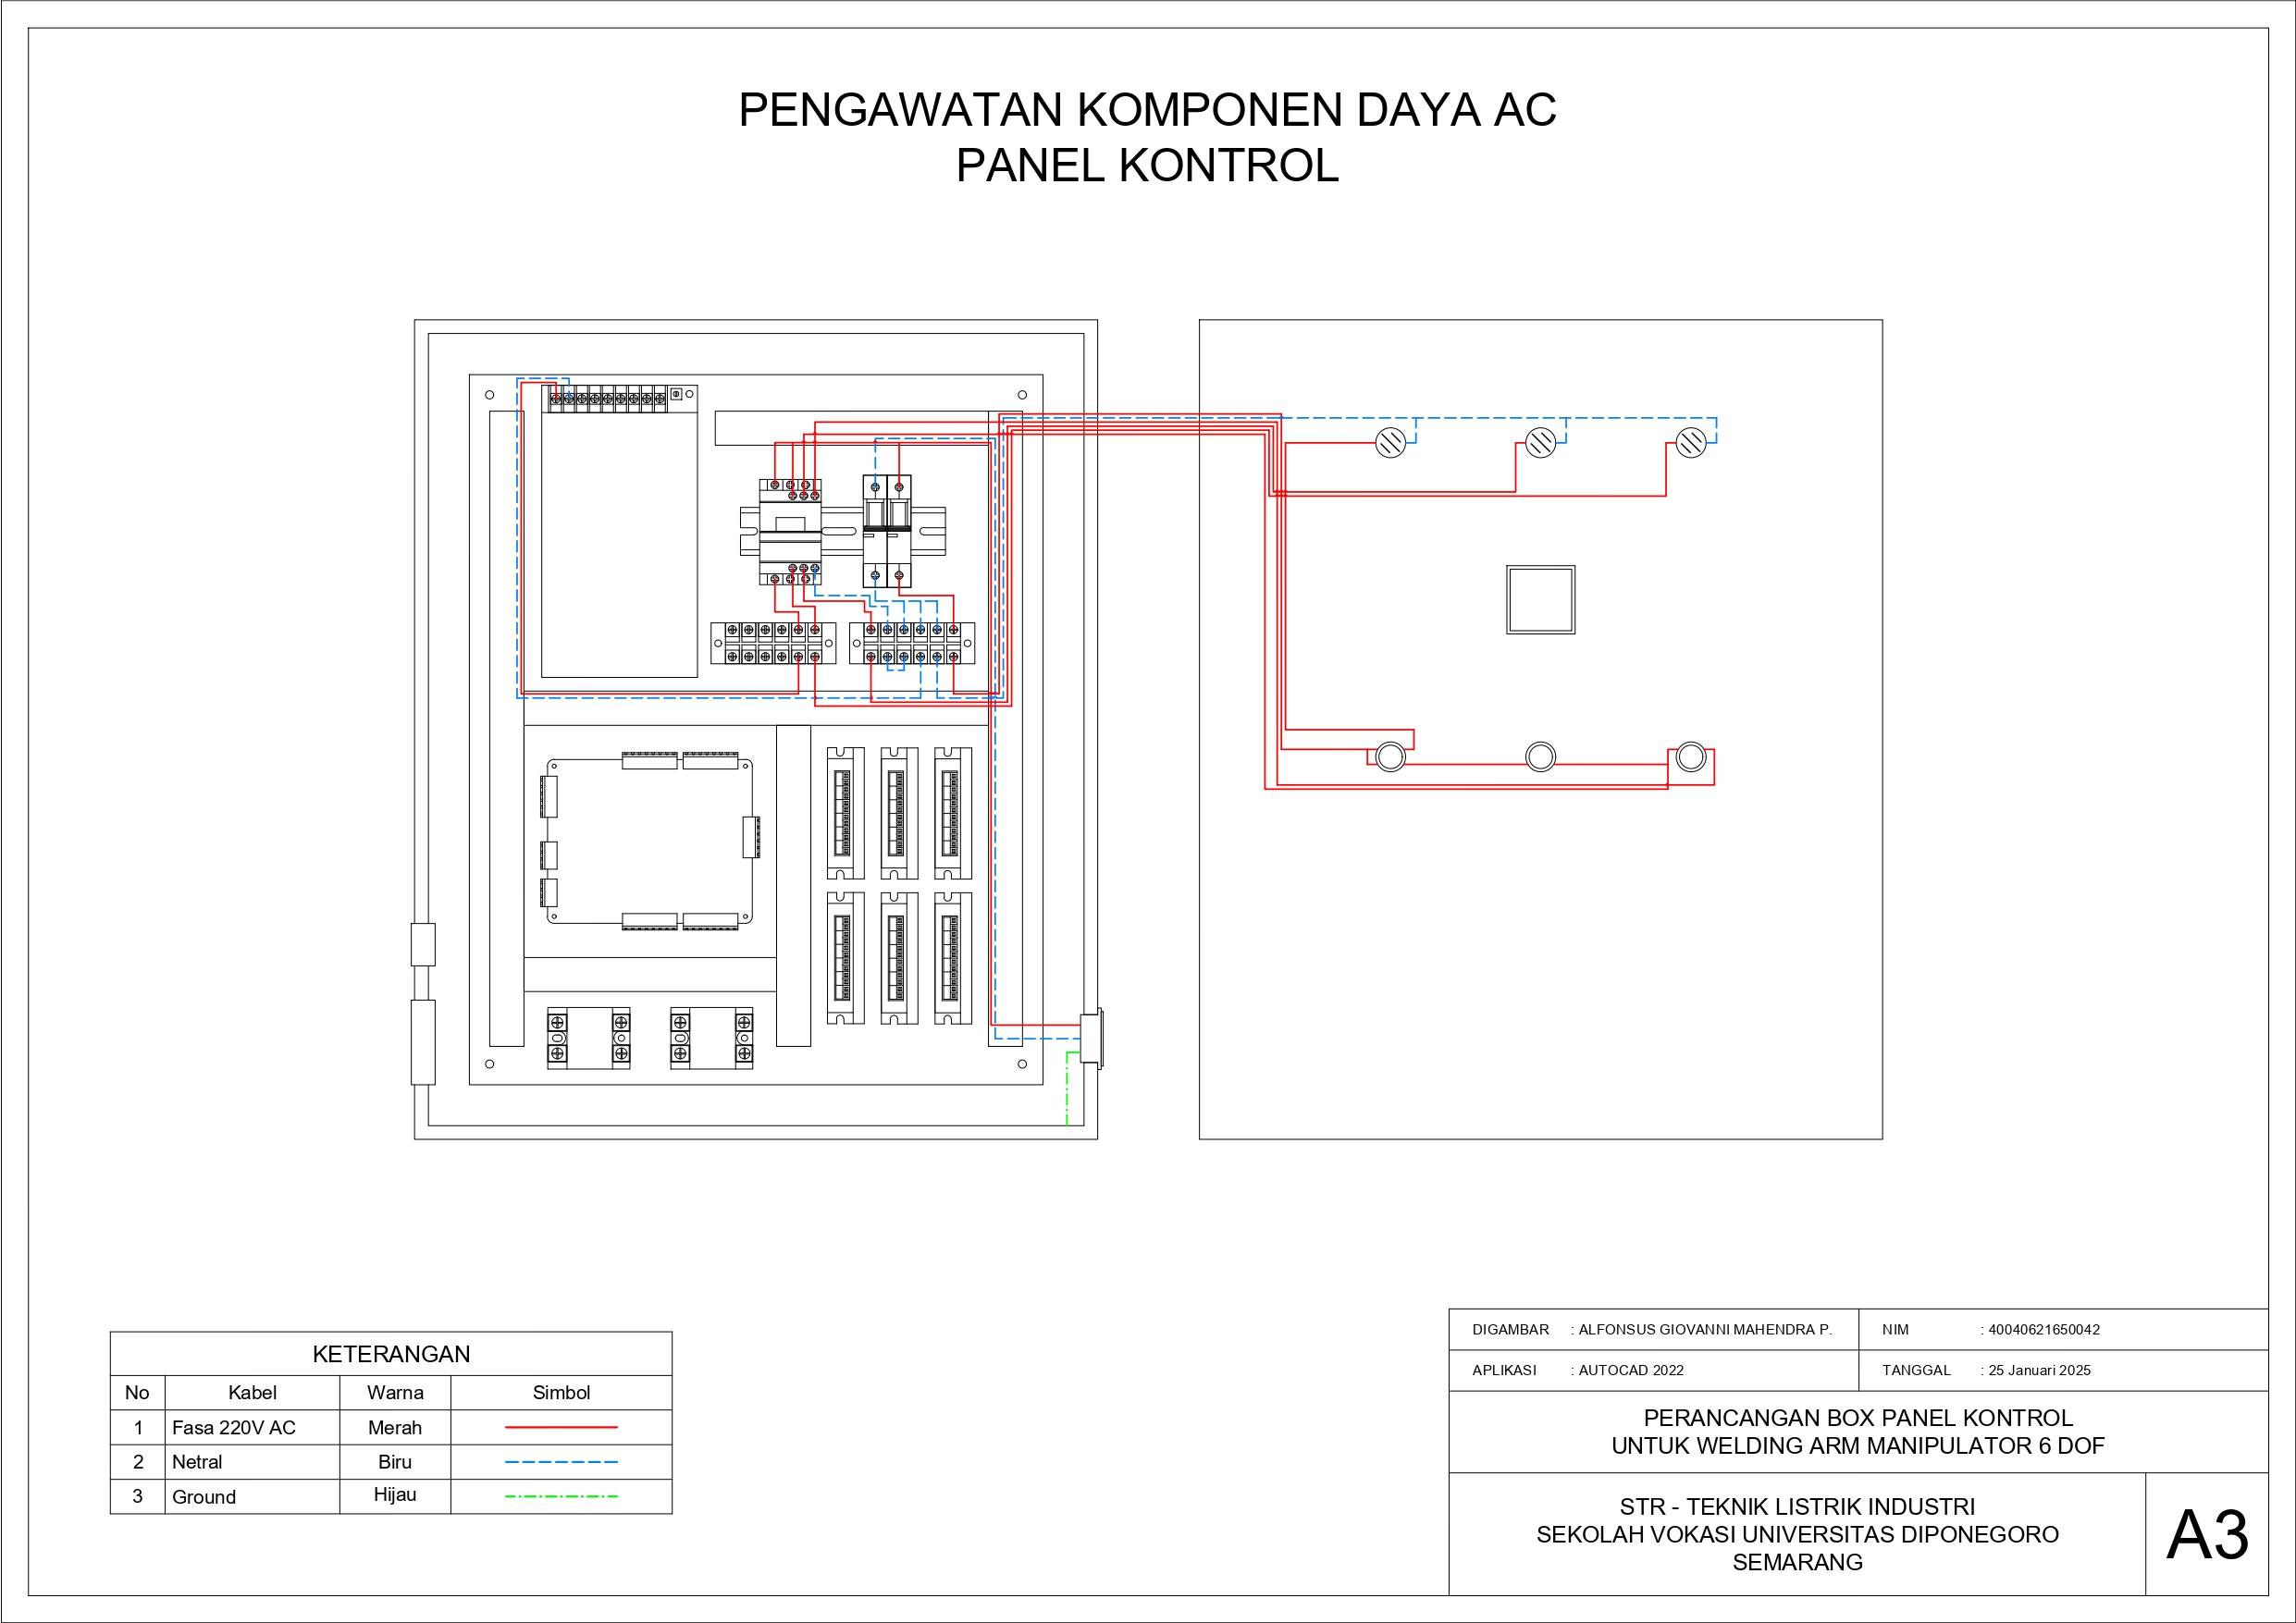 PENGAWATAN KOMPONEN DAYA AC
PANEL KONTROL
KETERANGAN
No Kabel Warna Simbol
1 Fasa 220V AC Merah
2 Netral Biru
3 Ground Hijau
DIGAMBAR : ALFONSUS GIOVANNI MAHENDRA P. NIM : 40040621650042
APLIKASI : AUTOCAD 2022 TANGGAL : 25 Januari 2025
PERANCANGAN BOX PANEL KONTROL
UNTUK WELDING ARM MANIPULATOR 6 DOF
STR - TEKNIK LISTRIK INDUSTRI
SEKOLAH VOKASI UNIVERSITAS DIPONEGORO
SEMARANG
A3